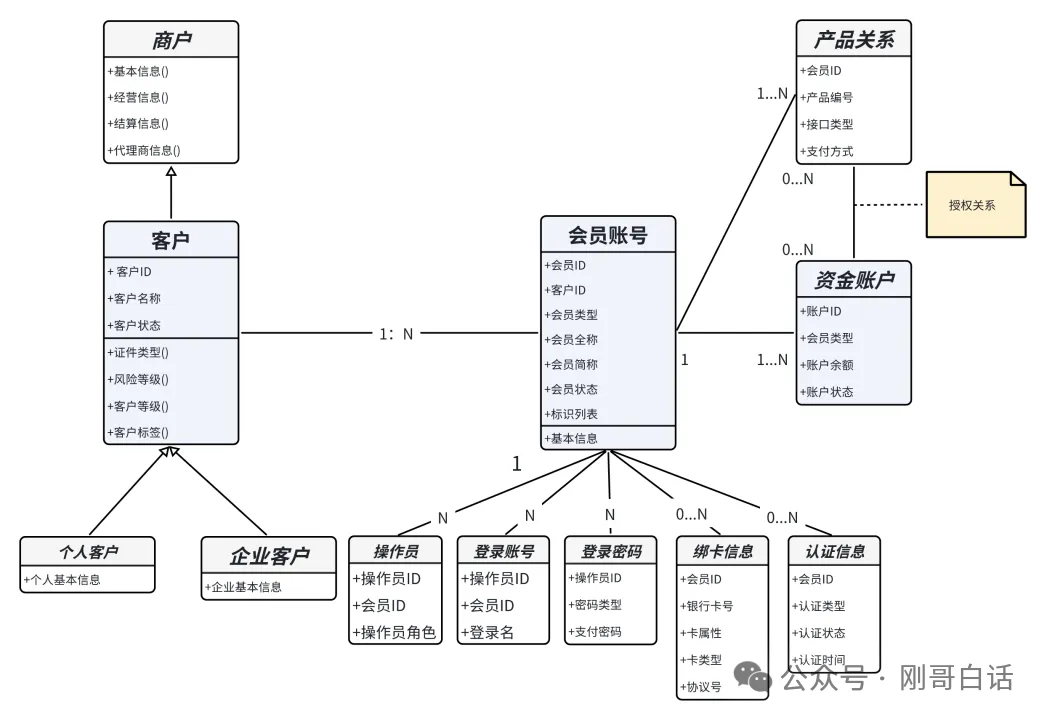 商户
+基本信息()
+经营信息()
+结算信息()
+代理商信息()
产品关系
+会员ID
+产品编号
+接口类型
+支付方式
1...N
0...N
授权关系
0...N
客户
+ 客户ID
+客户名称
+客户状态
+证件类型()
+风险等级()
+客户等级()
+客户标签()
1：N
会员账号
+会员ID
+客户ID
+会员类型
+会员全称
+会员简称
+会员状态
+标识列表
+基本信息
资金账户
+账户ID
+会员类型
+账户余额
+账户状态
1
1...N
1
N
N
N
0...N
0...N
个人客户
+个人基本信息
企业客户
+企业基本信息
操作员
+操作员ID
+会员ID
+操作员角色
登录账号
+操作员ID
+会员ID
+登录名
登录密码
+操作员ID
+密码类型
+支付密码
绑卡信息
+会员ID
+银行卡号
+卡属性
+卡类型
+协议号
认证信息
+会员ID
+认证类型
+认证状态
+认证时间
公众号 · 刚哥白话